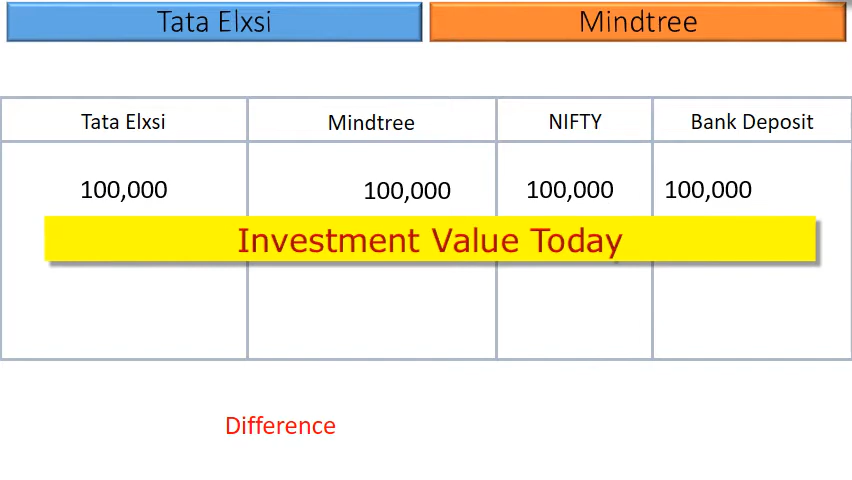 Tata Elxsi Mindtree
Tata Elxsi Mindtree NIFTY Bank Deposit
100,000 100,000 100,000 100,000
Investment Value Today
Difference